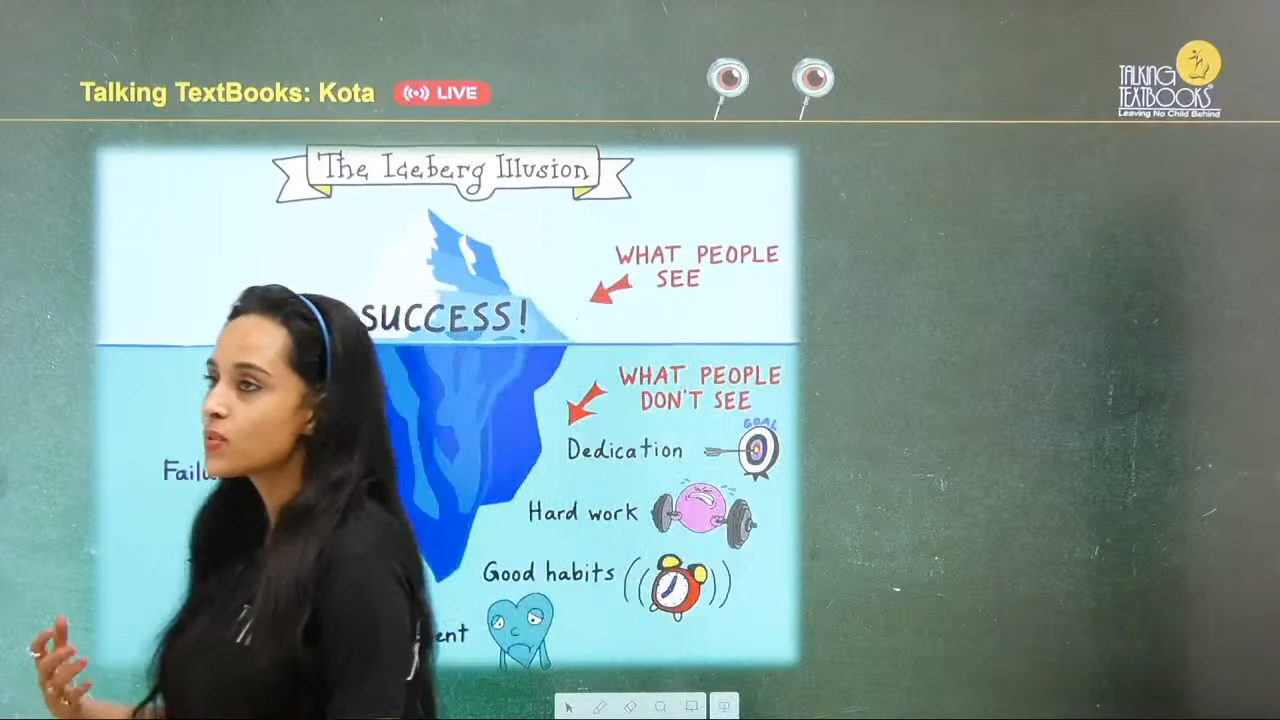 Talking TextBooks: Kota
LIVE
TALKING
TEXTBOOKS
Leaving No Child Behind
The Iceberg Illusion
WHAT PEOPLE
SEE
SUCCESS!
WHAT PEOPLE
DON'T SEE
GOAL
Dedication
Hard work
Good habits